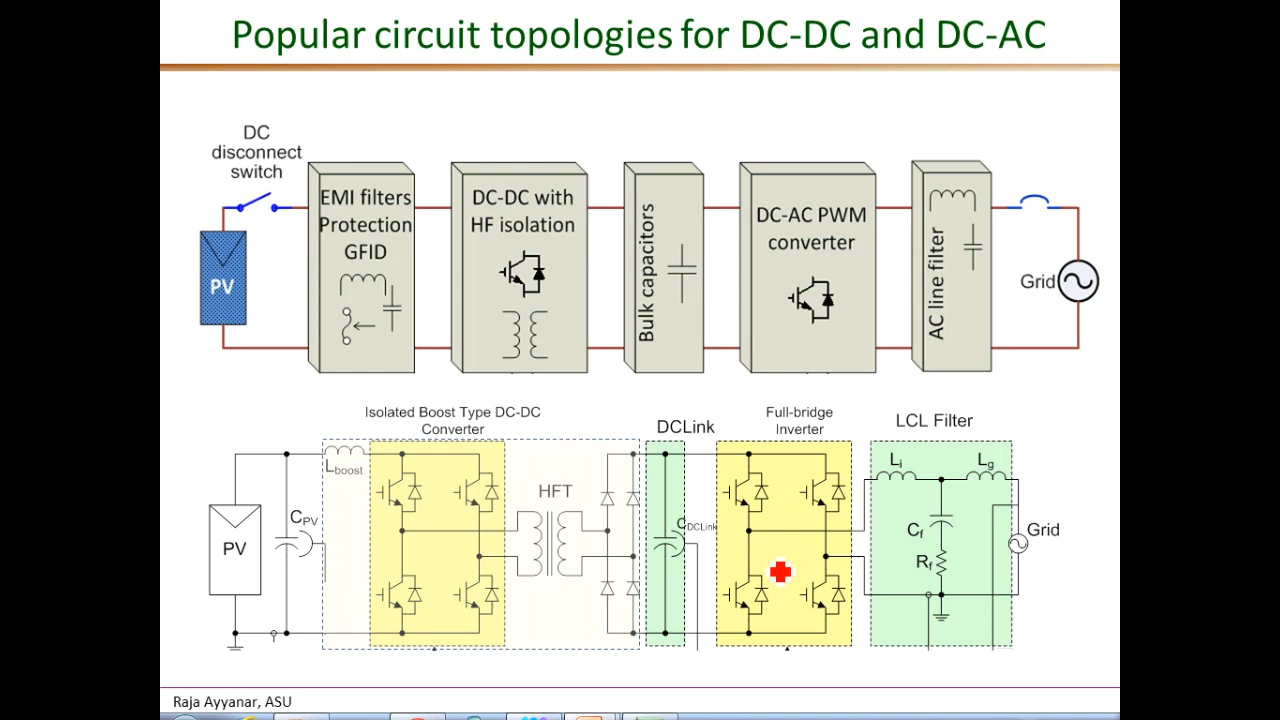 Popular circuit topologies for DC-DC and DC-AC
DC
disconnect
switch
PV
EMI filters
Protection
GFID
DC-DC with
HF isolation
Bulk capacitors
DC-AC PWM
converter
AC line filter
Grid
Isolated Boost Type DC-DC
Converter
DCLink
Full-bridge
Inverter
LCL Filter
PV
CPV
Lboost
HFT
CDCLink
Li
Lg
Cf
Rf
Grid
Raja Ayyanar, ASU